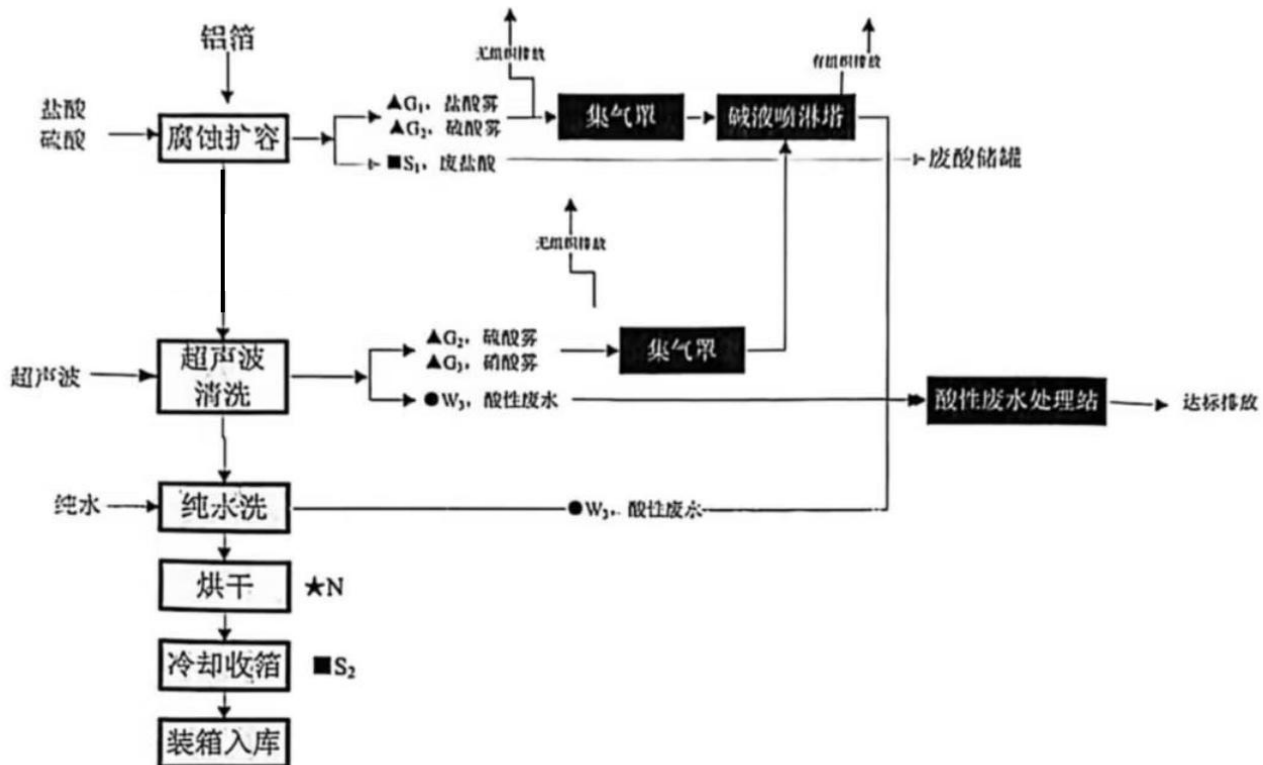 铝箔
无组织排放
有组织排放
盐酸
硫酸
腐蚀扩容
▲G₁，盐酸雾
▲G₂，硫酸雾
集气罩
碱液喷淋塔
■S₁，废盐酸
废酸储罐
无组织排放
超声波
超声波
清洗
▲G₂，硫酸雾
▲G₃，硝酸雾
集气罩
●W₃，酸性废水
酸性废水处理站
达标排放
纯水
纯水洗
●W₃，酸性废水
烘干
★N
冷却收箔
■S₂
装箱入库